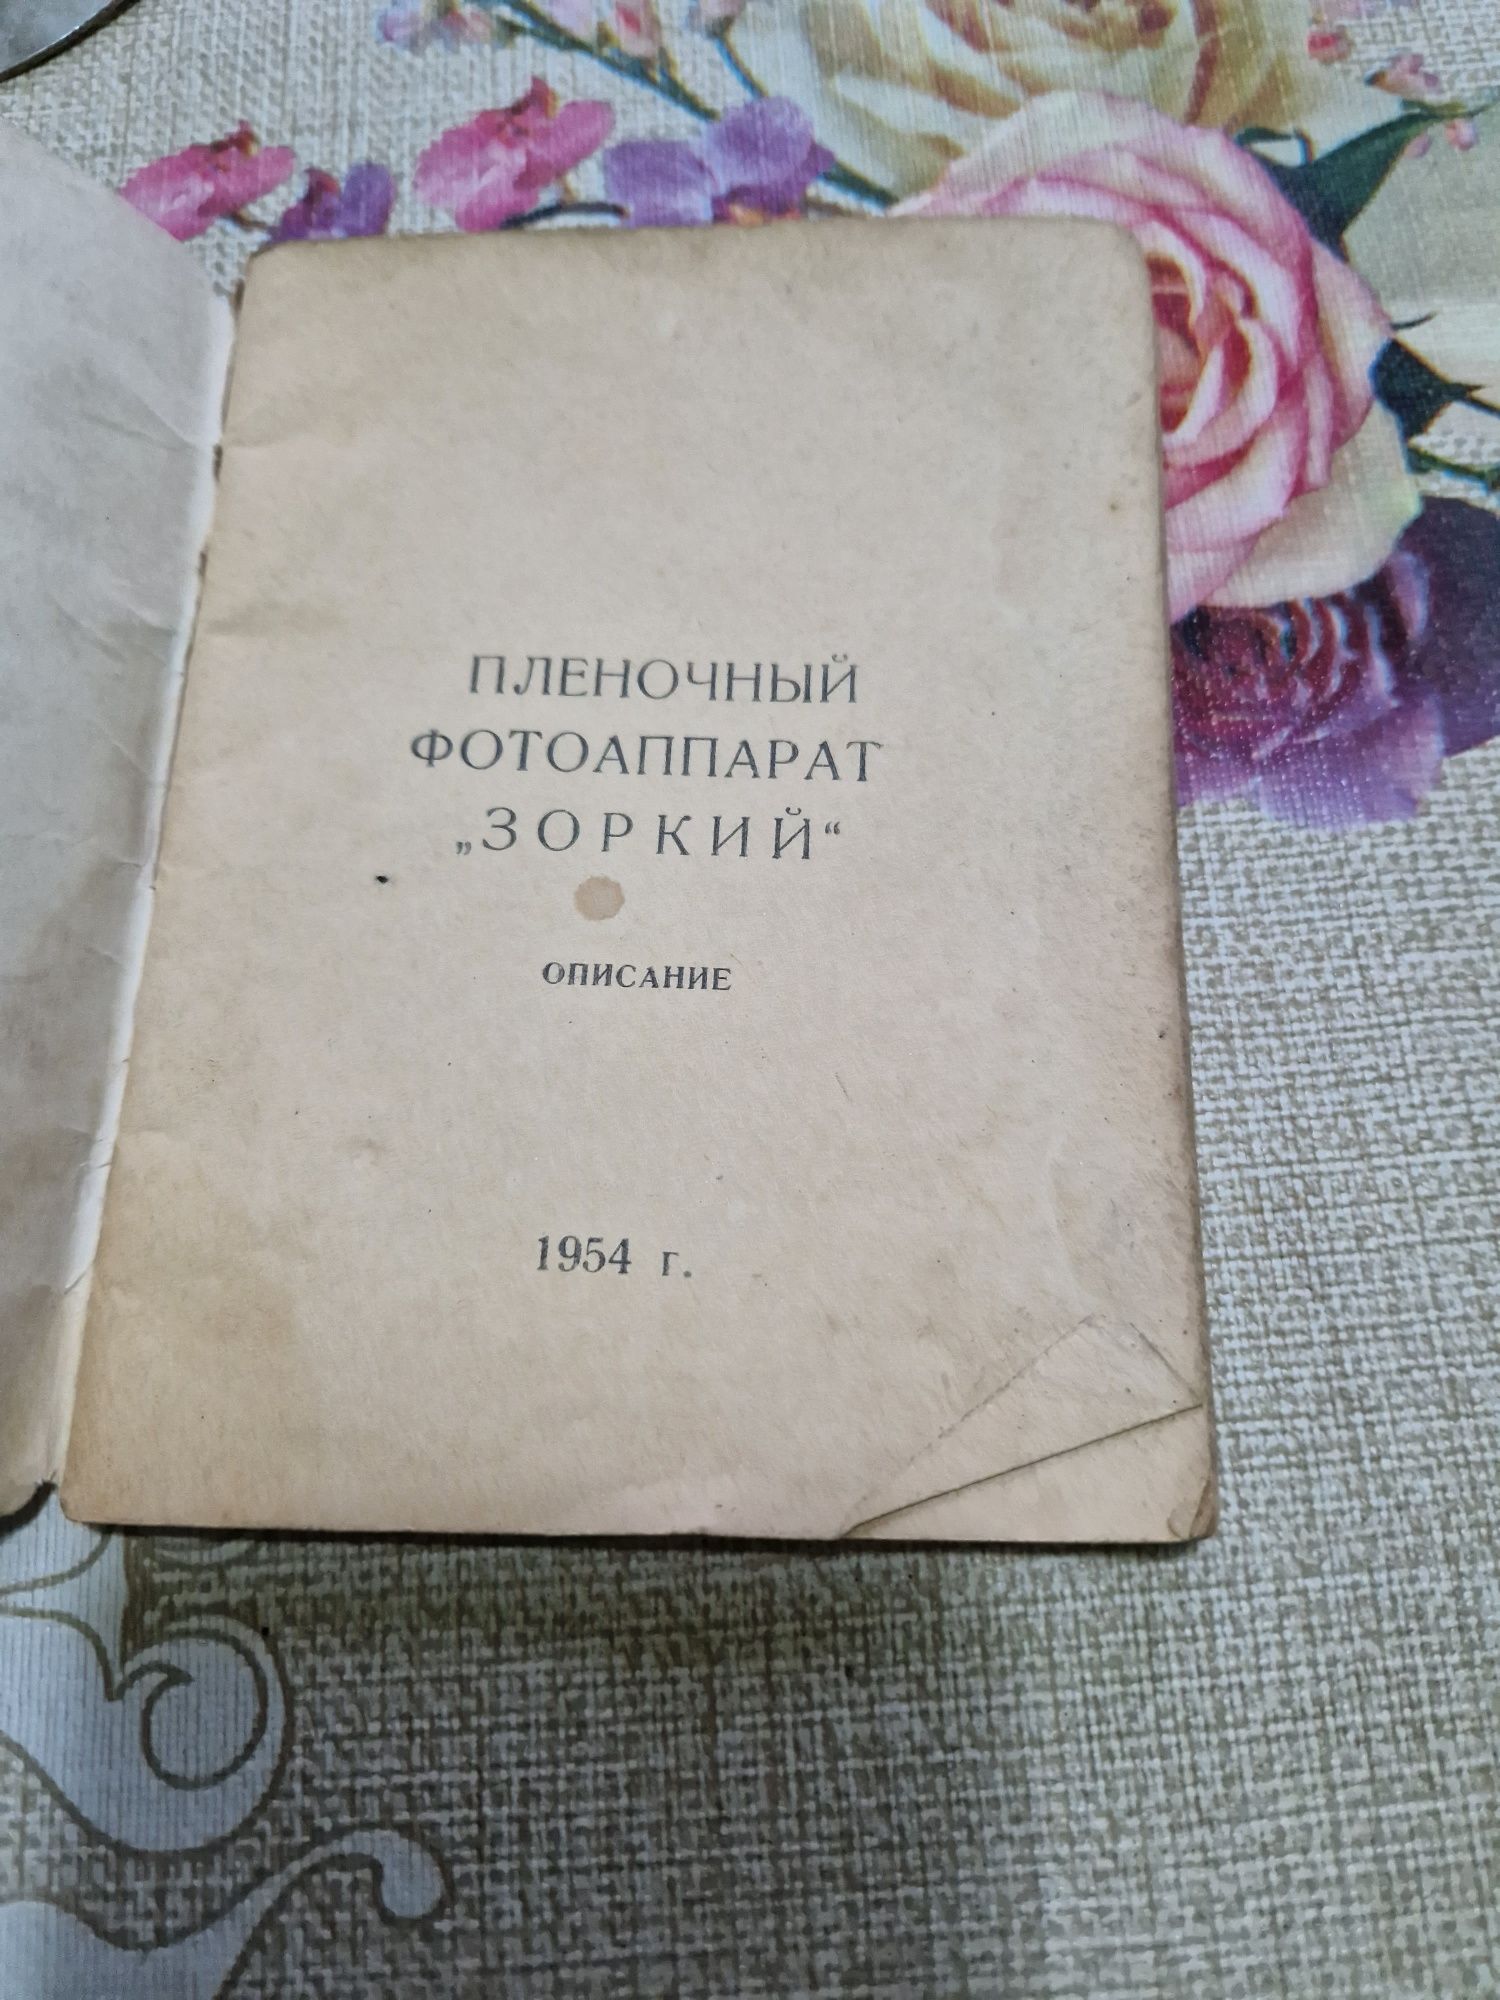 ПЛЕНОЧНЫЙ
ФОТОАППАРАТ
„ЗОРКИЙ“
ОПИСАНИЕ
1954 г.